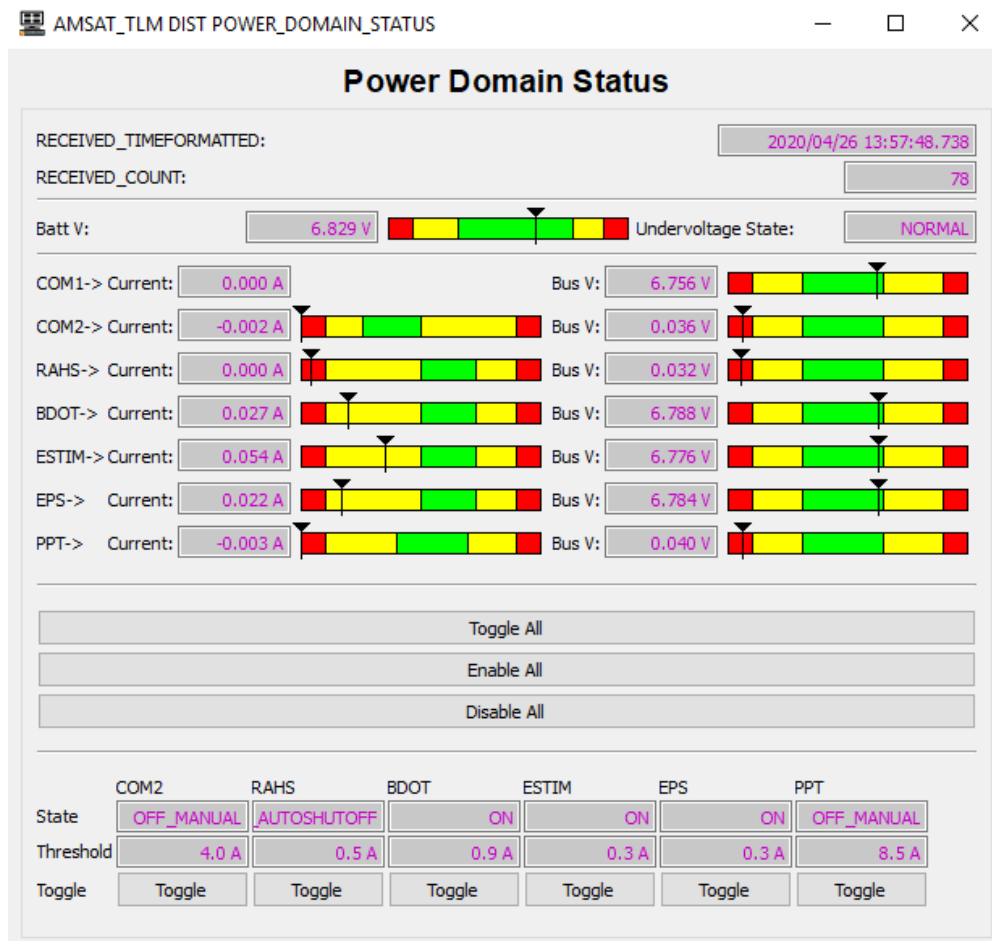 AMSAT_TLM DIST POWER_DOMAIN_STATUS
Power Domain Status
RECEIVED_TIMEFORMATTED: 2020/04/26 13:57:48.738
RECEIVED_COUNT: 78
Batt V: 6.829 V Undervoltage State: NORMAL
COM1-> Current: 0.000 A Bus V: 6.756 V
COM2-> Current: -0.002 A Bus V: 0.036 V
RAHS-> Current: 0.000 A Bus V: 0.032 V
BDOT-> Current: 0.027 A Bus V: 6.788 V
ESTIM-> Current: 0.054 A Bus V: 6.776 V
EPS-> Current: 0.022 A Bus V: 6.784 V
PPT-> Current: -0.003 A Bus V: 0.040 V
Toggle All
Enable All
Disable All
COM2 RAHS BDOT ESTIM EPS PPT
State OFF_MANUAL _AUTOSHUTOFF ON ON ON OFF_MANUAL
Threshold 4.0 A 0.5 A 0.9 A 0.3 A 0.3 A 8.5 A
Toggle Toggle Toggle Toggle Toggle Toggle Toggle